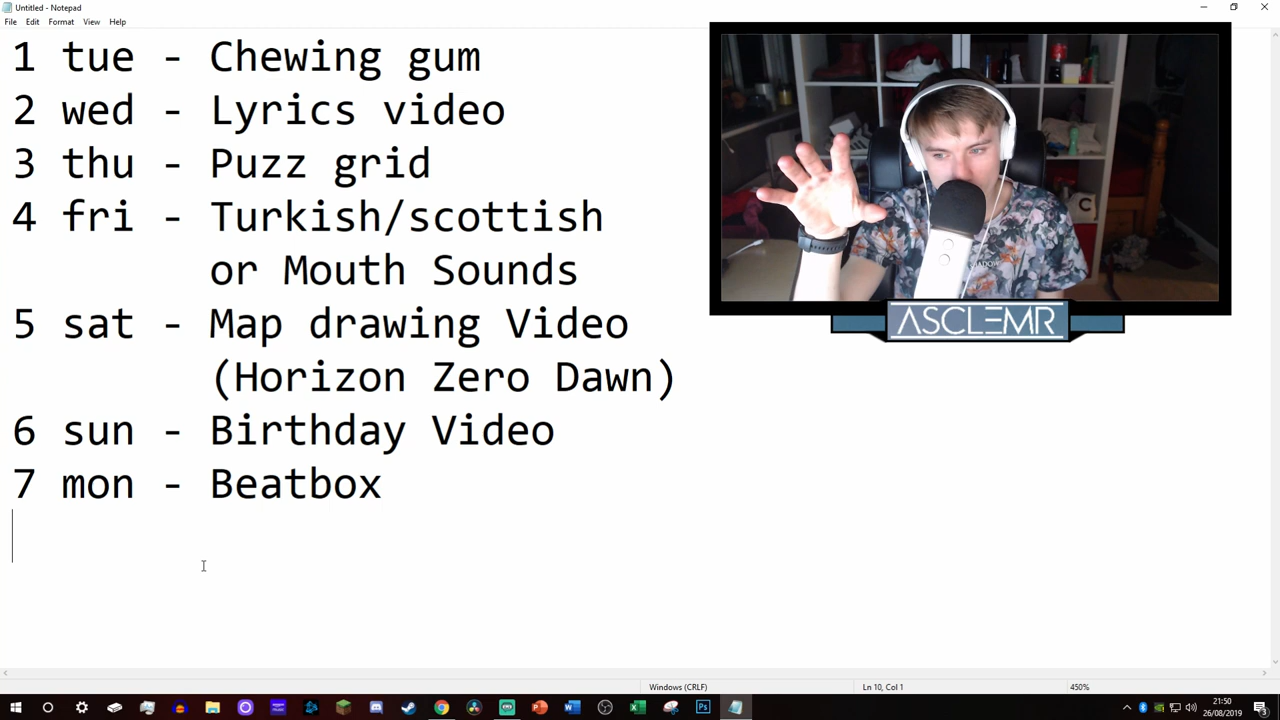 Untitled - Notepad
File Edit Format View Help
1 tue - Chewing gum
2 wed - Lyrics video
3 thu - Puzz grid
4 fri - Turkish/scottish
or Mouth Sounds
5 sat - Map drawing Video
(Horizon Zero Dawn)
6 sun - Birthday Video
7 mon - Beatbox
ASCLEMR
Windows (CRLF) Ln 10, Col 1 450%
21:50
26/08/2019